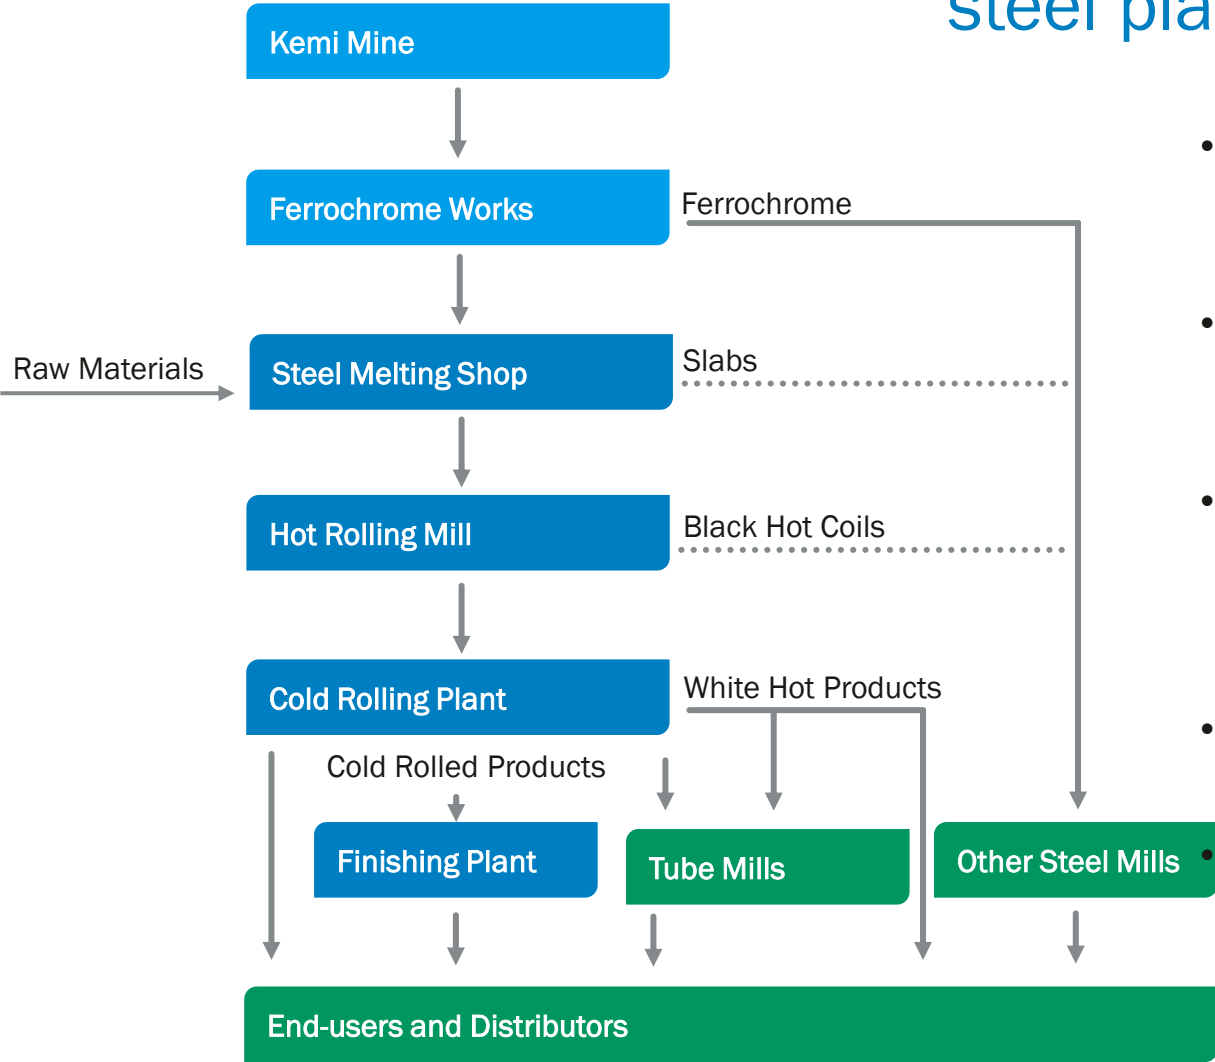 steel pla
Kemi Mine
Ferrochrome Works
Ferrochrome
Raw Materials
Steel Melting Shop
Slabs
Hot Rolling Mill
Black Hot Coils
Cold Rolling Plant
White Hot Products
Cold Rolled Products
Finishing Plant
Tube Mills
Other Steel Mills
End-users and Distributors